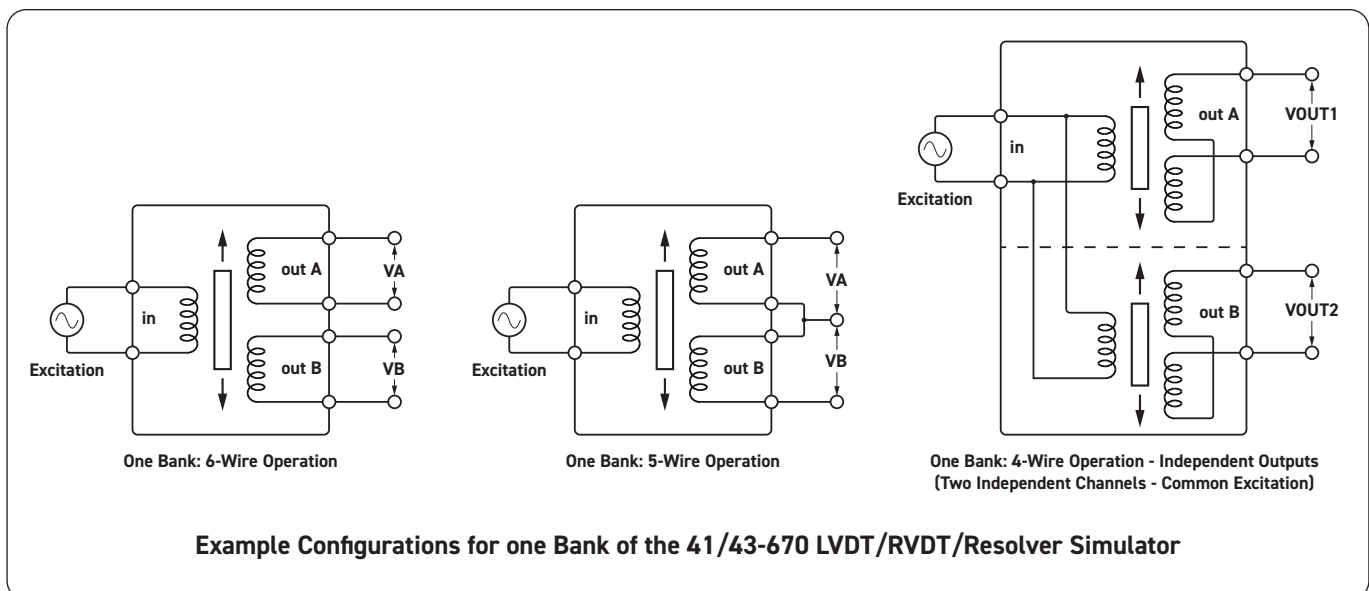 in
out A
out B
VA
VB
Excitation
One Bank: 6-Wire Operation
in
out A
out B
VA
VB
Excitation
One Bank: 5-Wire Operation
in
out A
VOUT1
Excitation
out B
VOUT2
One Bank: 4-Wire Operation - Independent Outputs
(Two Independent Channels - Common Excitation)
Example Configurations for one Bank of the 41/43-670 LVDT/RVDT/Resolver Simulator